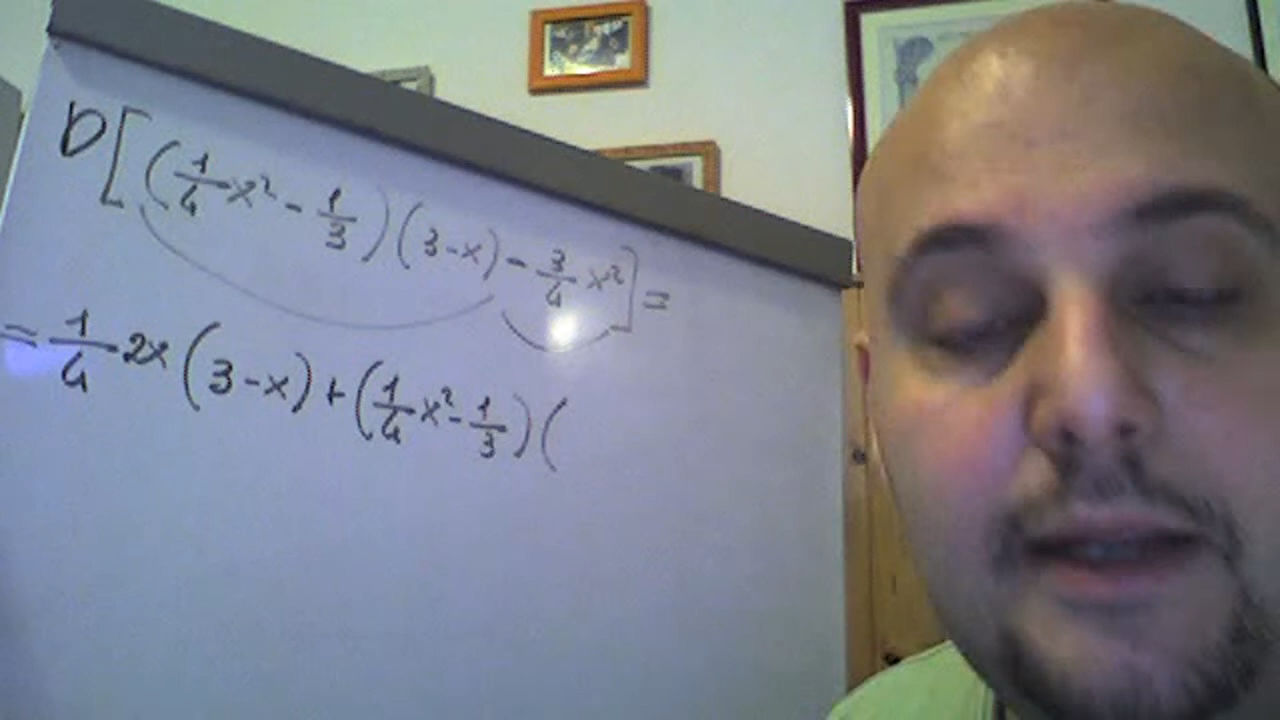 D[(1/4 x² - 1/3)(3-x) - 3/4 x²] =
= 1/4 2x (3-x) + (1/4 x² - 1/3)(